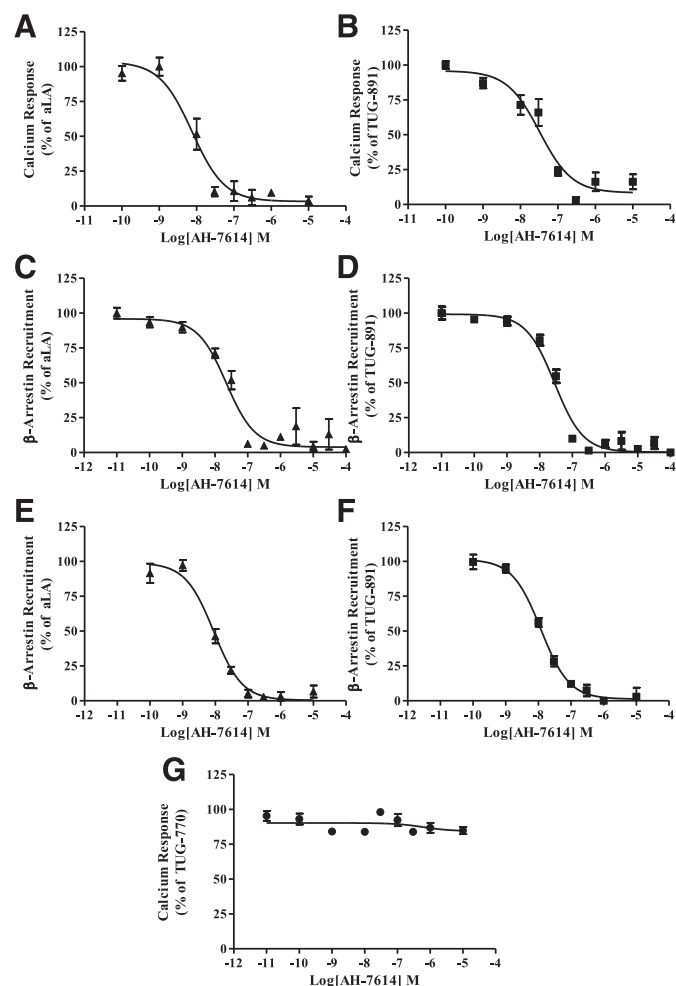 A
Calcium Response
(% of aLA)
125
100
75
50
25
0
-11 -10 -9 -8 -7 -6 -5 -4
Log[AH-7614] M
B
Calcium Response
(% of TUG-891)
125
100
75
50
25
0
-11 -10 -9 -8 -7 -6 -5 -4
Log[AH-7614] M
C
β-Arrestin Recruitment
(% of aLA)
125
100
75
50
25
0
-12 -11 -10 -9 -8 -7 -6 -5 -4
Log[AH-7614] M
D
β-Arrestin Recruitment
(% of TUG-891)
125
100
75
50
25
0
-12 -11 -10 -9 -8 -7 -6 -5 -4
Log[AH-7614] M
E
β-Arrestin Recruitment
(% of aLA)
125
100
75
50
25
0
-11 -10 -9 -8 -7 -6 -5 -4
Log[AH-7614] M
F
β-Arrestin Recruitment
(% of TUG-891)
125
100
75
50
25
0
-12 -11 -10 -9 -8 -7 -6 -5 -4
Log[AH-7614] M
G
Calcium Response
(% of TUG-770)
125
100
75
50
25
0
-12 -11 -10 -9 -8 -7 -6 -5 -4
Log[AH-7614] M